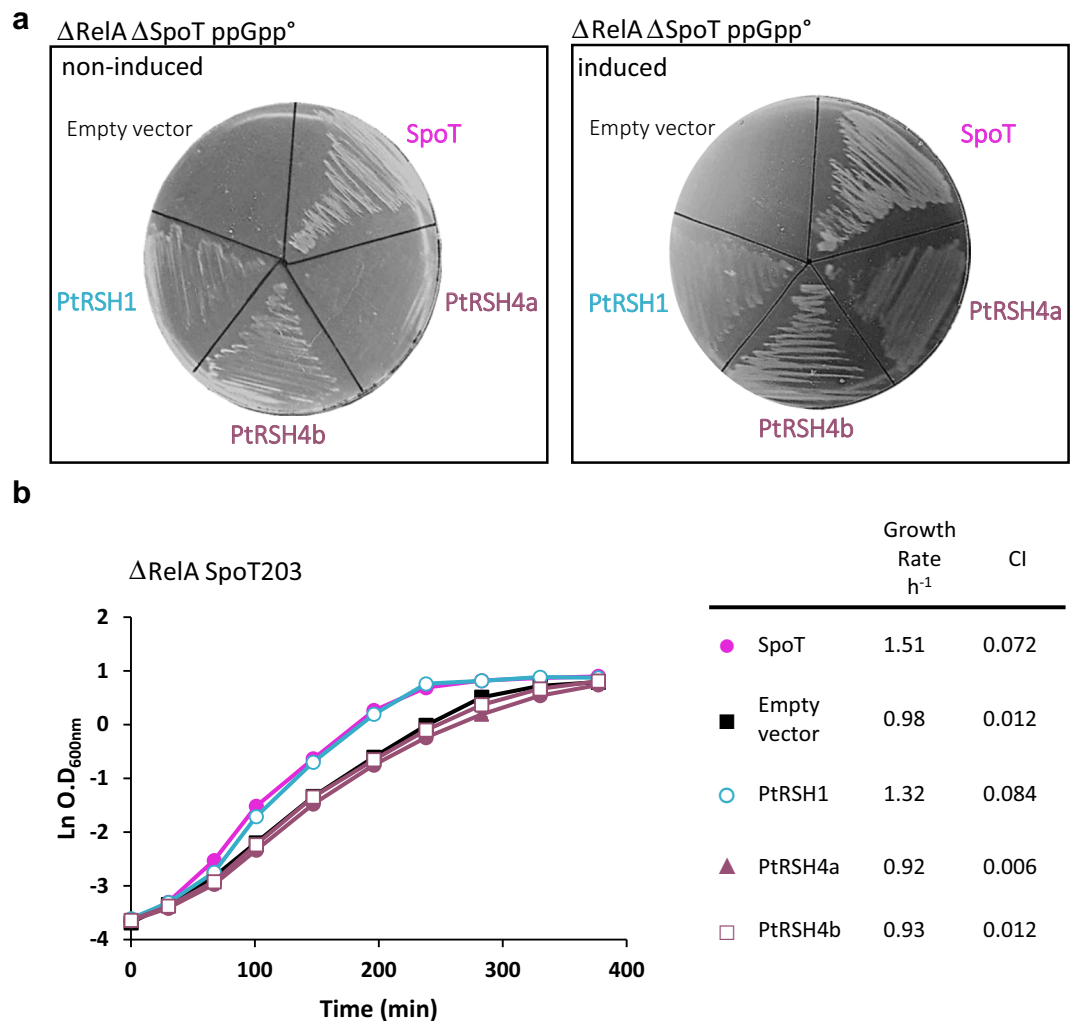 a
ΔRelA ΔSpoT ppGpp°
non-induced
Empty vector
SpoT
PtRSH1
PtRSH4a
PtRSH4b
ΔRelA ΔSpoT ppGpp°
induced
Empty vector
SpoT
PtRSH1
PtRSH4a
PtRSH4b
b
ΔRelA SpoT203
Ln O.D600nm
2
1
0
-1
-2
-3
-4
0 100 200 300 400
Time (min)
Growth
Rate CI
h-1
SpoT 1.51 0.072
Empty
vector 0.98 0.012
PtRSH1 1.32 0.084
PtRSH4a 0.92 0.006
PtRSH4b 0.93 0.012